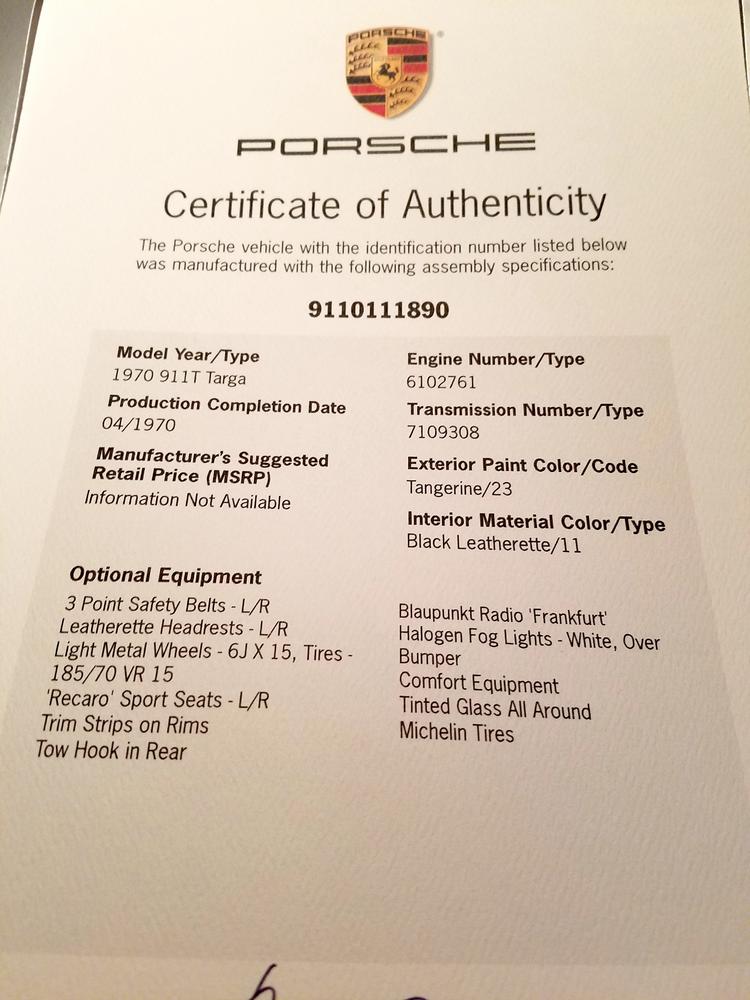 PORSCHE
PORSCHE
Certificate of Authenticity
The Porsche vehicle with the identification number listed below
was manufactured with the following assembly specifications:
9110111890
Model Year/Type
1970 911T Targa
Production Completion Date
04/1970
Manufacturer's Suggested
Retail Price (MSRP)
Information Not Available
Engine Number/Type
6102761
Transmission Number/Type
7109308
Exterior Paint Color/Code
Tangerine/23
Interior Material Color/Type
Black Leatherette/11
Optional Equipment
3 Point Safety Belts - L/R
Leatherette Headrests - L/R
Light Metal Wheels - 6J X 15, Tires -
185/70 VR 15
'Recaro' Sport Seats - L/R
Trim Strips on Rims
Tow Hook in Rear
Blaupunkt Radio 'Frankfurt'
Halogen Fog Lights - White, Over
Bumper
Comfort Equipment
Tinted Glass All Around
Michelin Tires